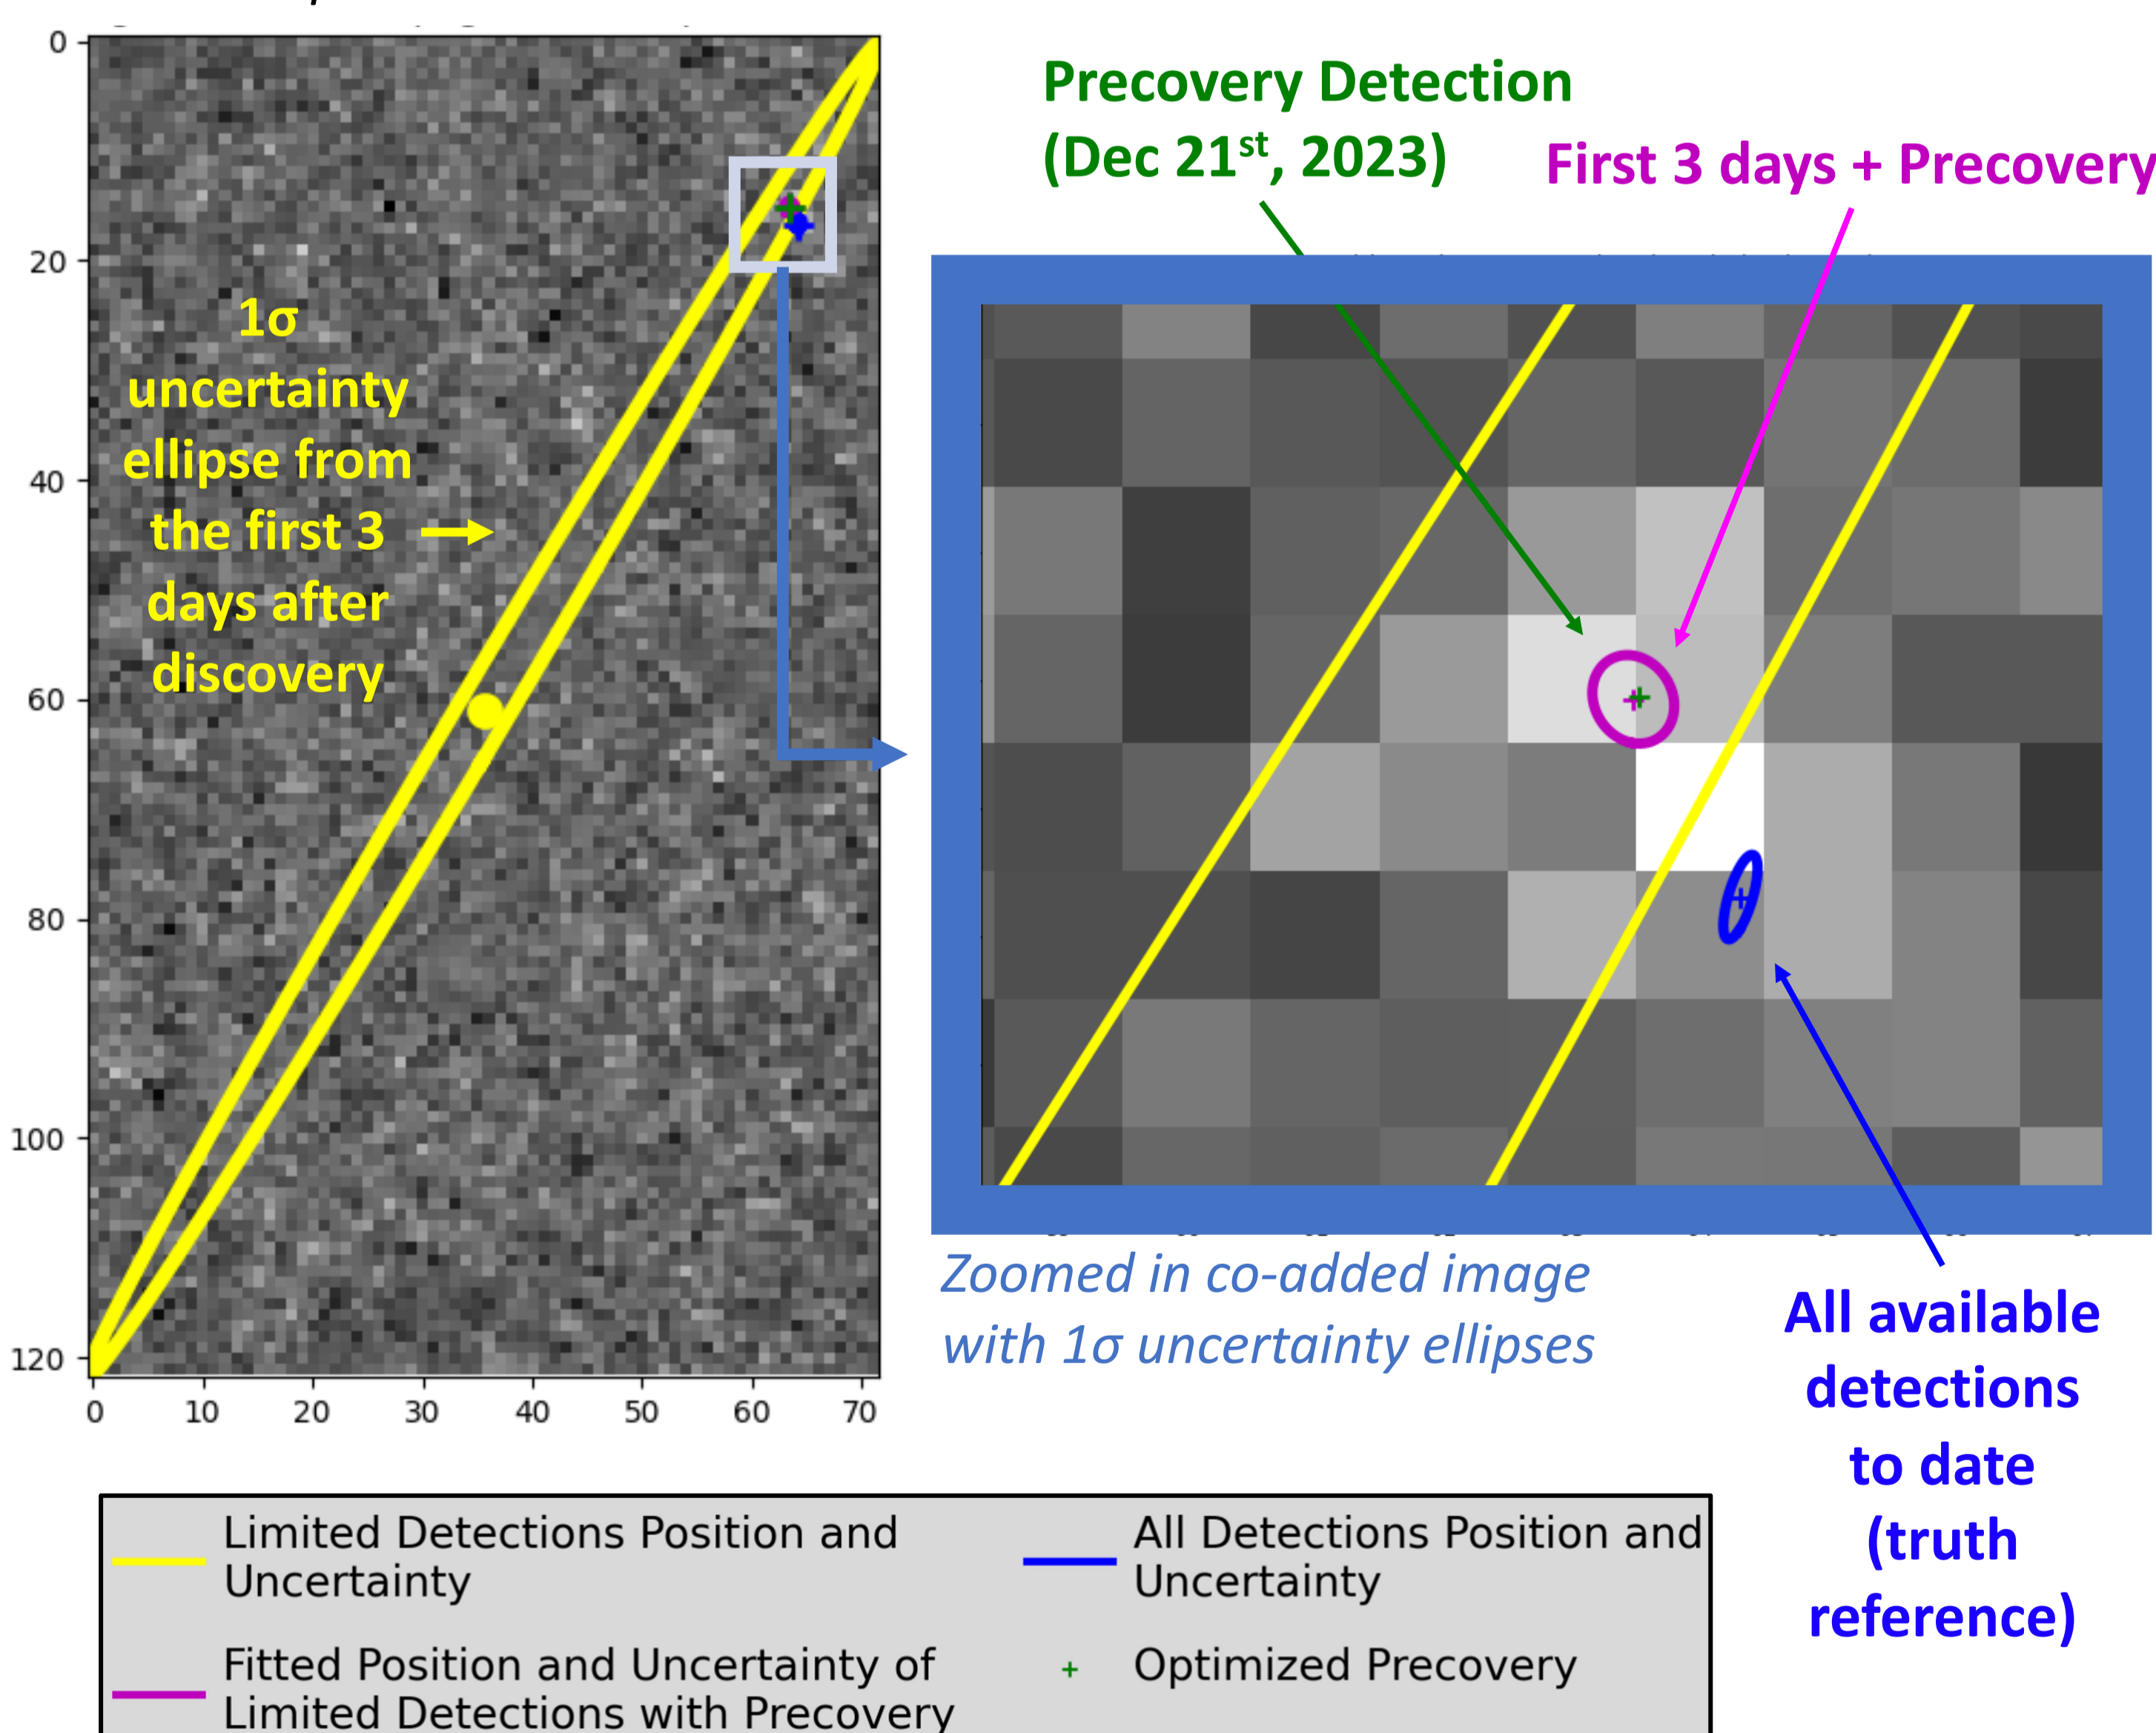 Precovery Detection
(Dec 21st, 2023)
First 3 days + Precovery
0
20
40
60
80
100
120
1σ
uncertainty
ellipse from
the first 3
days after
discovery
0 10 20 30 40 50 60 70
Zoomed in co-added image
with 1σ uncertainty ellipses
All available
detections
to date
(truth
reference)
Limited Detections Position and
Uncertainty
Fitted Position and Uncertainty of
Limited Detections with Precovery
All Detections Position and
Uncertainty
Optimized Precovery